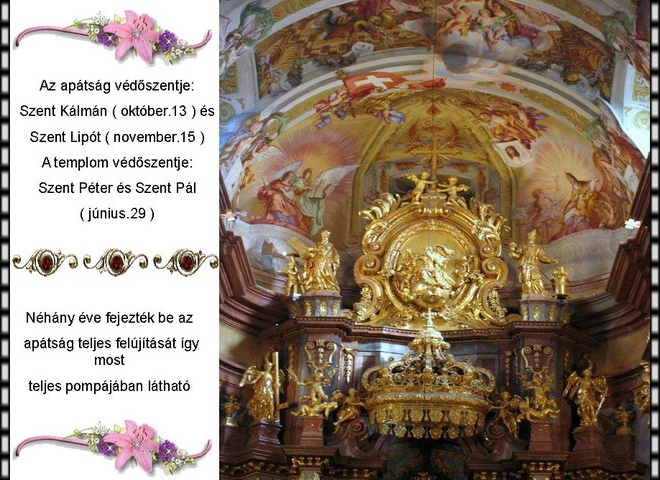 Az apátság védőszentje:
Szent Kálmán ( október.13 ) és
Szent Lipót ( november.15 )
A templom védőszentje:
Szent Péter és Szent Pál
( június.29 )
Néhány éve fejezték be az
apátság teljes felújítását így
most
teljes pompájában látható